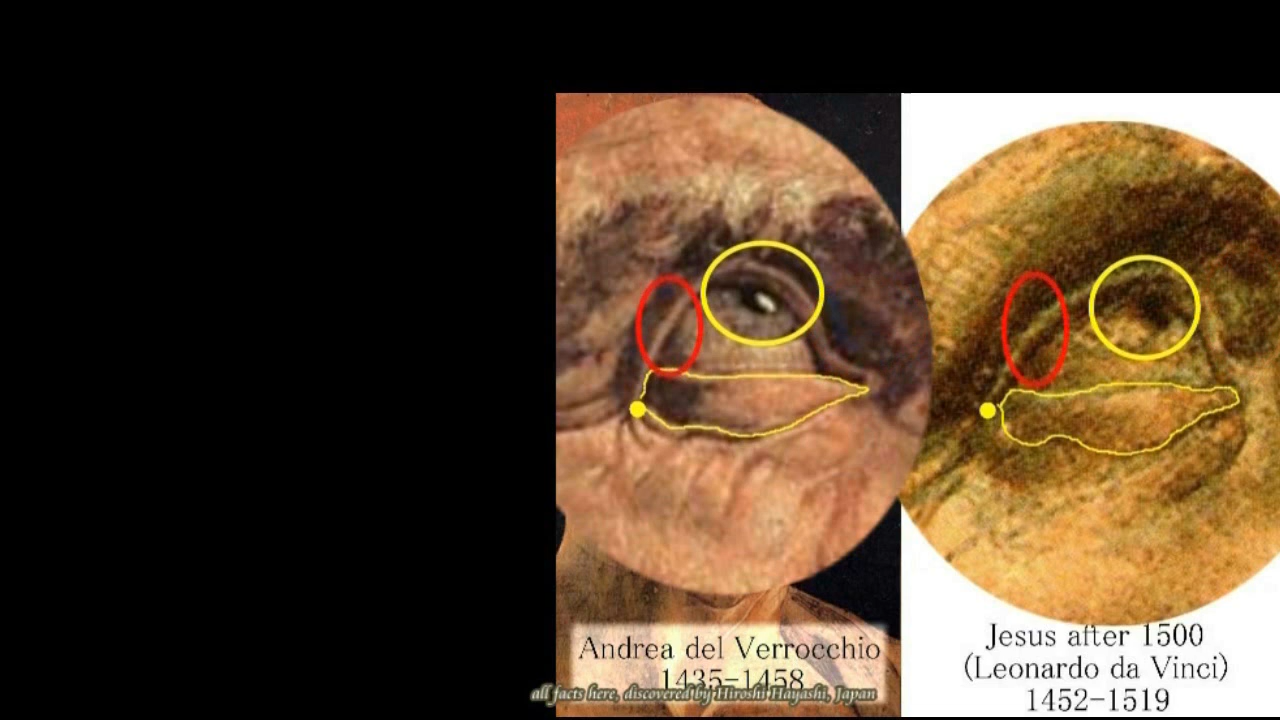 Andrea del Verrocchio
1435-1458
all facts here, discovered by Hiroshi Hayashi, Japan
Jesus after 1500
(Leonardo da Vinci)
1452-1519